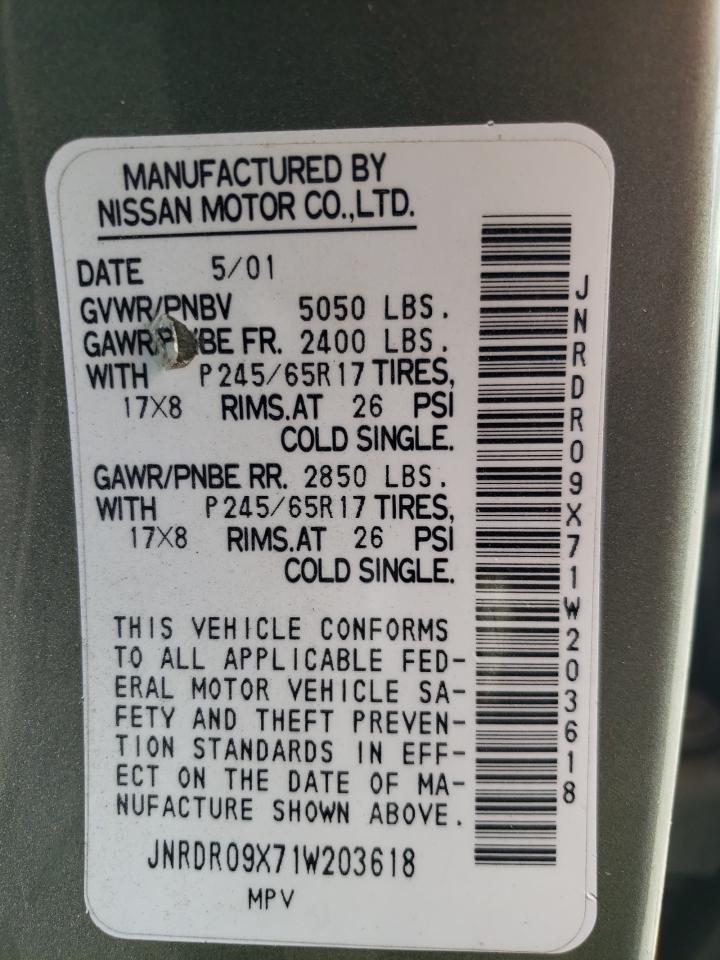 MANUFACTURED BY
NISSAN MOTOR CO.,LTD.
DATE 5/01
GVWR/PNBV 5050 LBS.
GAWR/PNBE FR. 2400 LBS.
WITH P245/65R17 TIRES,
17X8 RIMS.AT 26 PSI
COLD SINGLE.
GAWR/PNBE RR. 2850 LBS.
WITH P245/65R17 TIRES,
17X8 RIMS.AT 26 PSI
COLD SINGLE.
THIS VEHICLE CONFORMS
TO ALL APPLICABLE FED-
ERAL MOTOR VEHICLE SA-
FETY AND THEFT PREVEN-
TION STANDARDS IN EFF-
ECT ON THE DATE OF MA-
NUFACTURE SHOWN ABOVE.
JNRDR09X71W203618
MPV
JNRDR09X71W203618